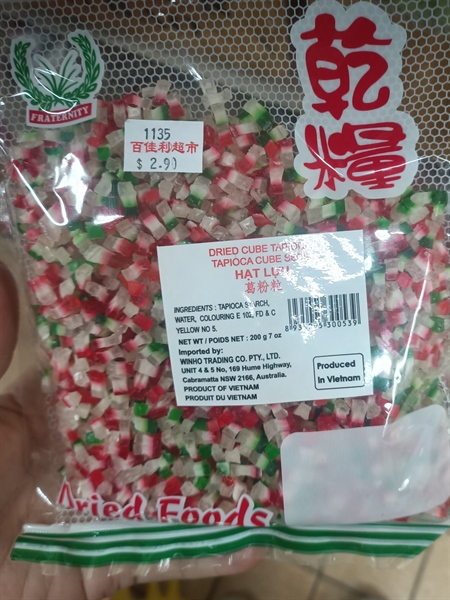 FRATERNITY
乾糧
1135
百佳利超市
$ 2.90
DRIED CUBE TAPIOCA
TAPIOCA CUBE
HẠT LỰU
葛粉粒
INGREDIENTS : TAPIOCA STARCH,
WATER, COLOURING E 102, FD & C
YELLOW NO 5.
NET WT / POIDS NET : 200 g 7 oz
Imported by:
WINHO TRADING CO. PTY., LTD.
UNIT 4 & 5 No, 169 Hume Highway,
Cabramatta NSW 2166, Australia.
PRODUCT OF VIETNAM
PRODUIT DU VIETNAM
Produced
In Vietnam
Dried Foods